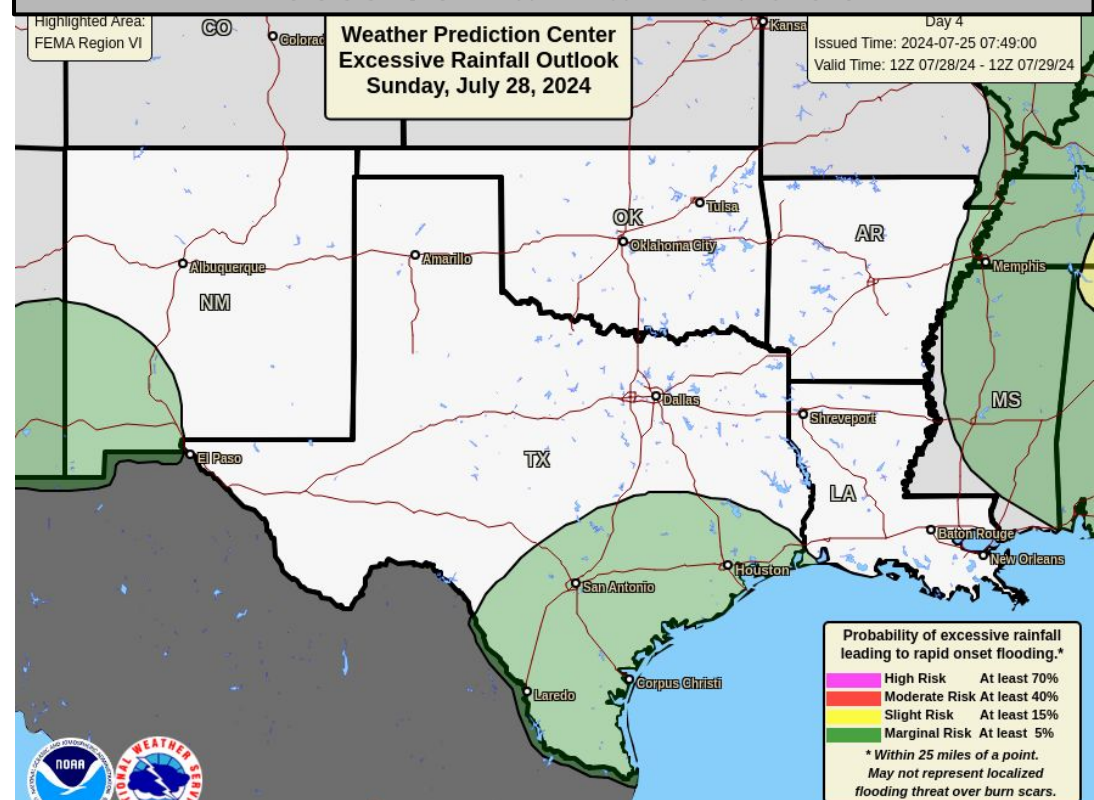 Highlighted Area:
FEMA Region VI
Weather Prediction Center
Excessive Rainfall Outlook
Sunday, July 28, 2024
Day 4
Issued Time: 2024-07-25 07:49:00
Valid Time: 12Z 07/28/24 - 12Z 07/29/24
CO
Colorad
Kansa
OK
Tulsa
Oklahoma City
AR
Albuquerque
Amarillo
Memphis
NM
Dallas
MS
Shreveport
El Paso
TX
LA
Baton Rouge
New Orleans
Houston
San Antonio
Laredo
Corpus Christi
Probability of excessive rainfall
leading to rapid onset flooding.*
High Risk At least 70%
Moderate Risk At least 40%
Slight Risk At least 15%
Marginal Risk At least 5%
* Within 25 miles of a point.
May not represent localized
flooding threat over burn scars.
NOAA
WEATHER